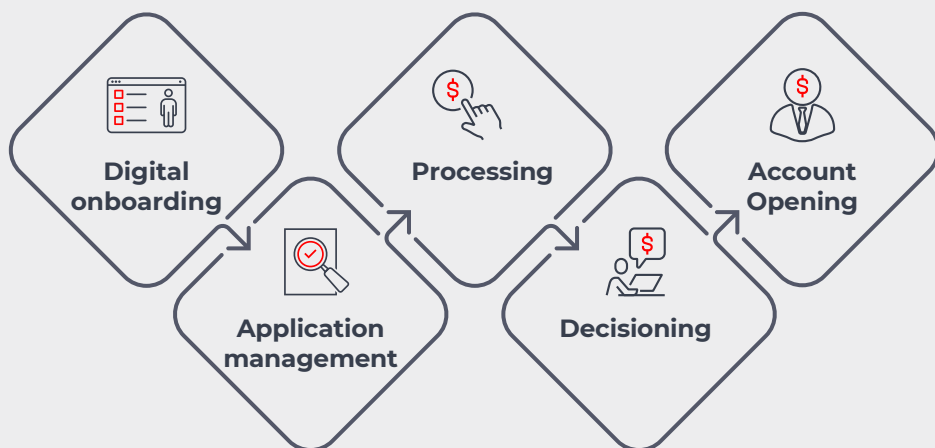 Digital
onboarding
Application
management
$
Processing
$
Decisioning
$
Account
Opening